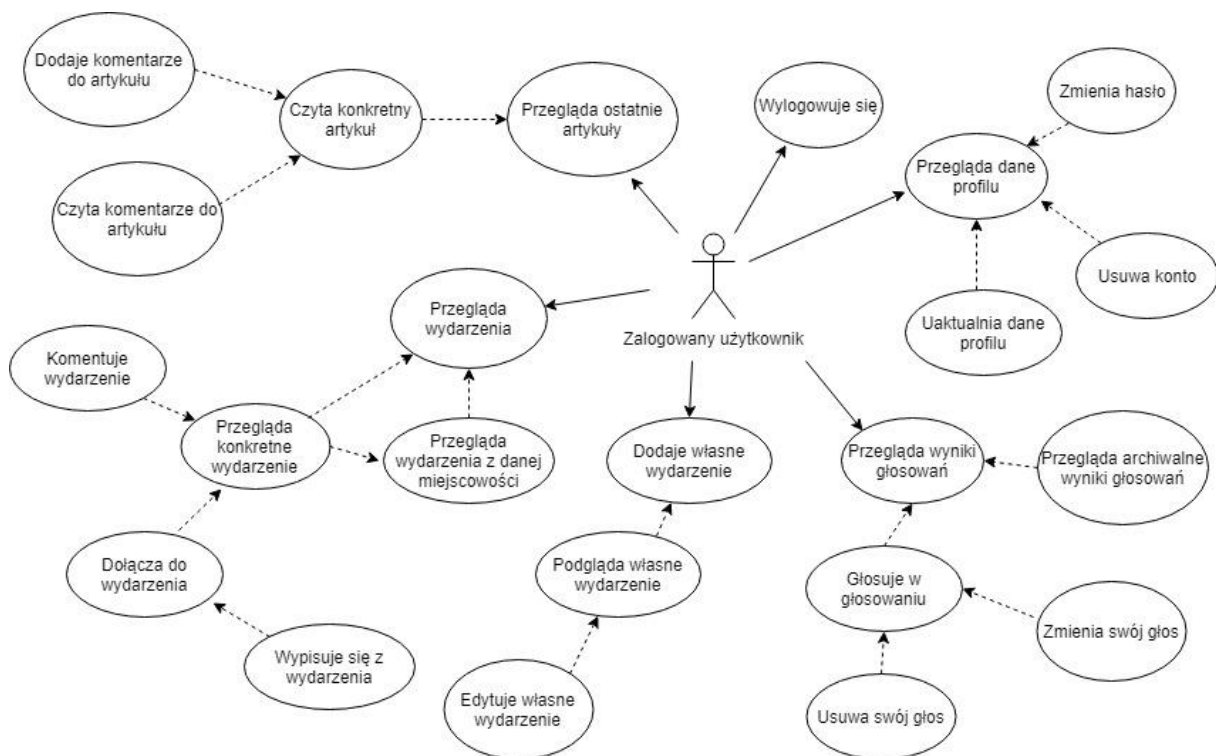 Dodaje komentarze
do artykułu
Czyta konkretny
artykuł
Przegląda ostatnie
artykuły
Wylogowuje się
Zmienia hasło
Przegląda dane
profilu
Czyta komentarze do
artykułu
Usuwa konto
Uaktualnia dane
profilu
Zalogowany użytkownik
Przegląda
wydarzenia
Komentuje
wydarzenie
Przegląda
konkretne
wydarzenie
Przegląda
wydarzenia z danej
miejscowości
Dodaje własne
wydarzenie
Przegląda wyniki
głosowań
Przegląda archiwalne
wyniki głosowań
Dołącza do
wydarzenia
Podgląda własne
wydarzenie
Głosuje w
głosowaniu
Zmienia swój głos
Wypisuje się z
wydarzenia
Edytuje własne
wydarzenie
Usuwa swój głos